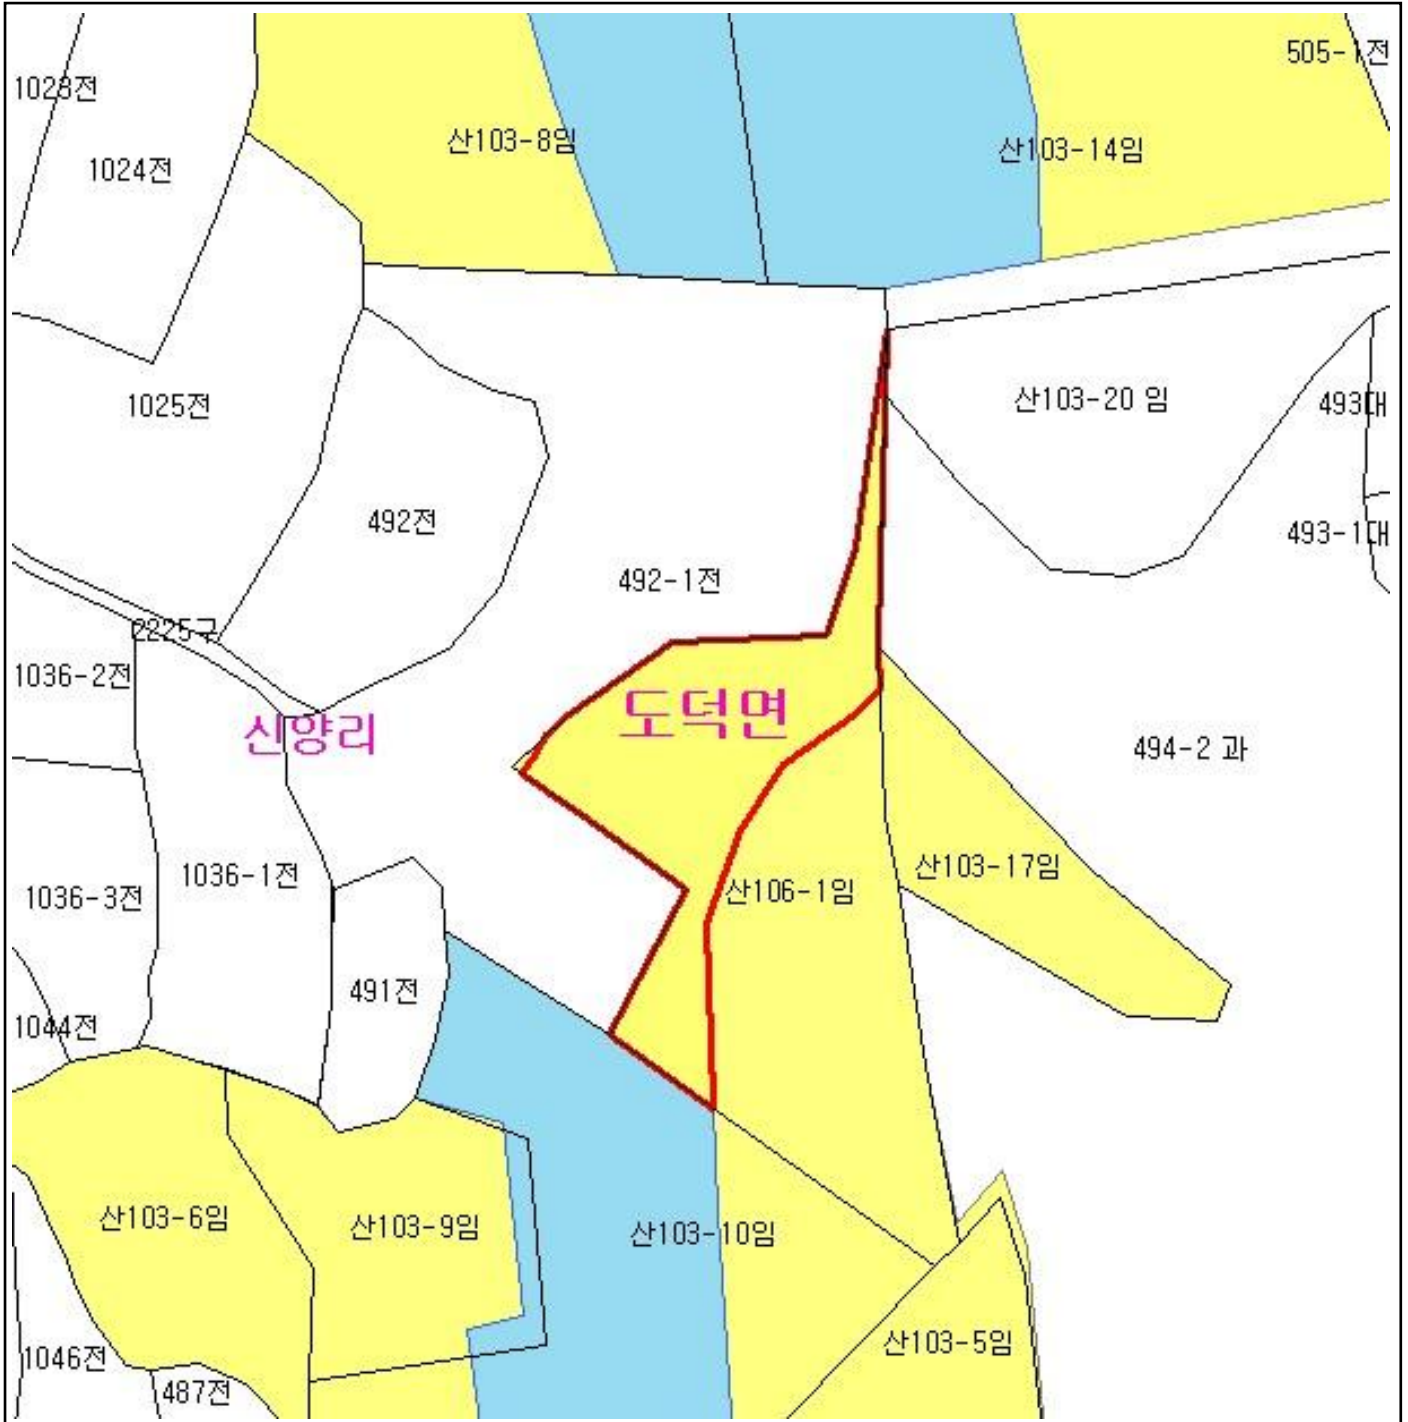 505-1전
1023전
산103-8임
산103-14임
1024전
산103-20 임
1025전
493대
492전
493-1대
492-1전
2225구
1036-2전
도덕면
신양리
494-2 과
산103-17임
1036-1전
산106-1임
1036-3전
491전
1044전
산103-6임
산103-9임
산103-10임
산103-5임
1046전
487전